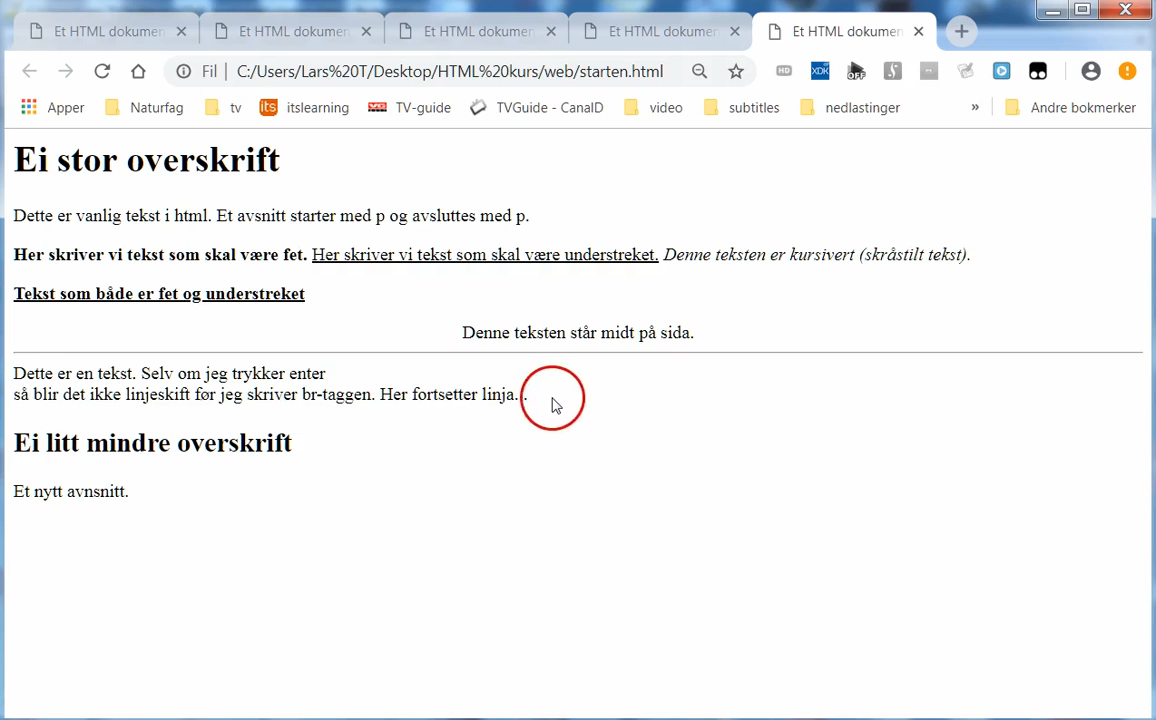 Et HTML dokumen Et HTML dokumen Et HTML dokumen Et HTML dokumen Et HTML dokumen
Fil C:/Users/Lars%20T/Desktop/HTML%20kurs/web/starten.html HD XDK OFF
Apper Naturfag tv its itslearning TV-guide TVGuide - CanalD video subtitles nedlastinger » Andre bokmerker
Ei stor overskrift
Dette er vanlig tekst i html. Et avsnitt starter med p og avsluttes med p.
Her skriver vi tekst som skal være fet. Her skriver vi tekst som skal være understreket. Denne teksten er kursivert (skråstilt tekst).
Tekst som både er fet og understreket
Denne teksten står midt på sida.
Dette er en tekst. Selv om jeg trykker enter
så blir det ikke linjeskift før jeg skriver br-taggen. Her fortsetter linja...
Ei litt mindre overskrift
Et nytt avnsnitt.